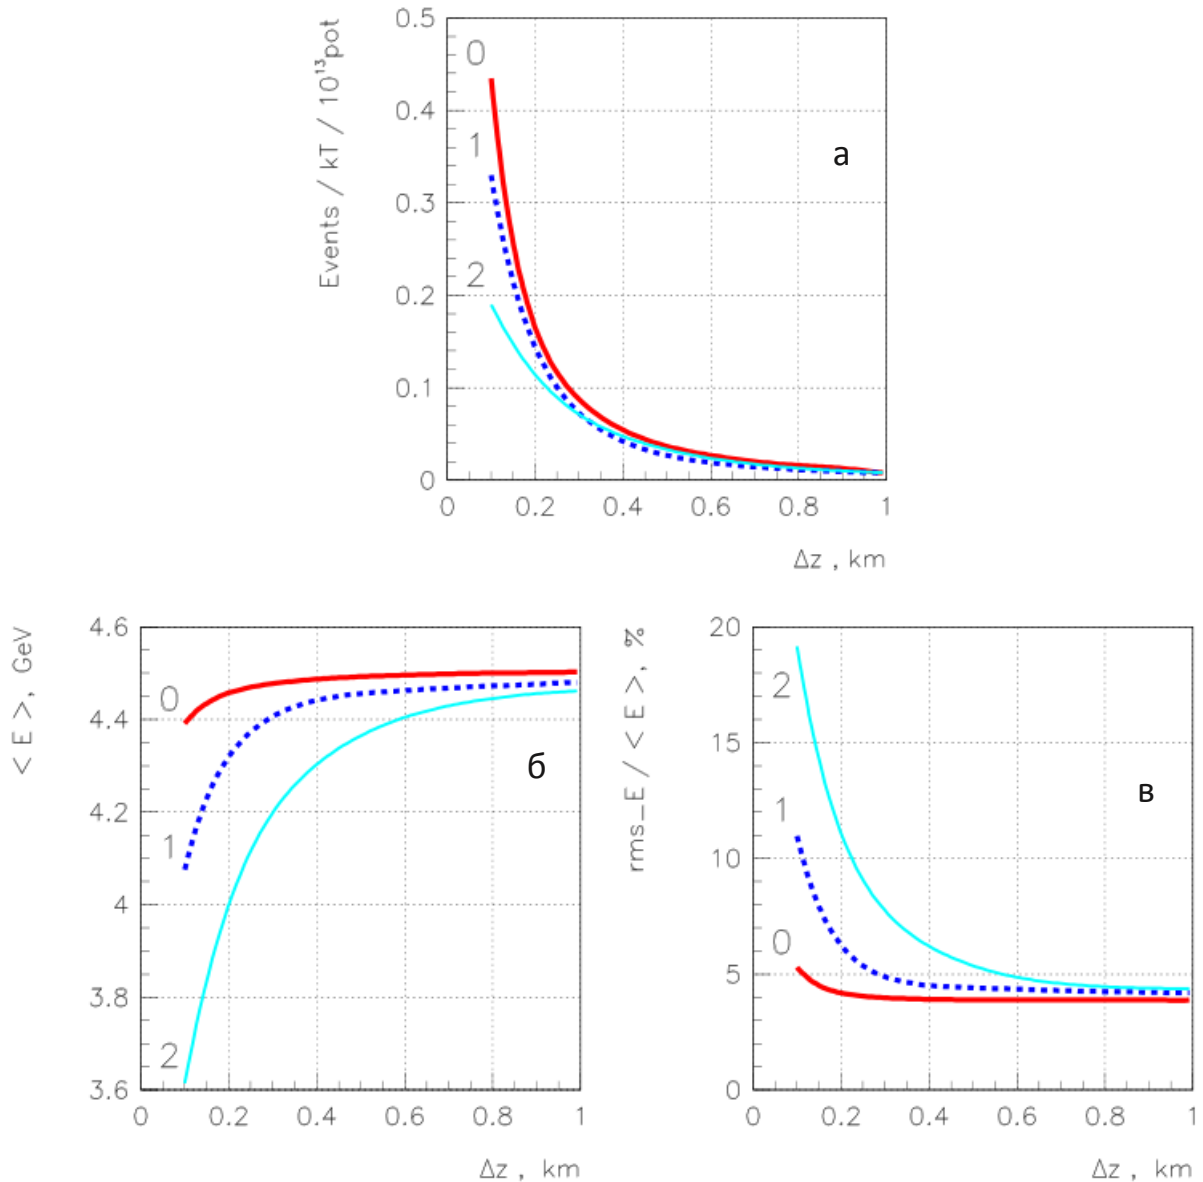 Events / kT / 10¹³pot
0.5
0.4
0.3
0.2
0.1
0
0
1
2
а
0 0.2 0.4 0.6 0.8 1
Δz , km
< E >, GeV
4.6
4.4
4.2
4
3.8
3.6
0
1
2
б
0 0.2 0.4 0.6 0.8 1
Δz , km
rms_E / < E >, %
20
15
10
5
0
2
1
0
в
0 0.2 0.4 0.6 0.8 1
Δz , km